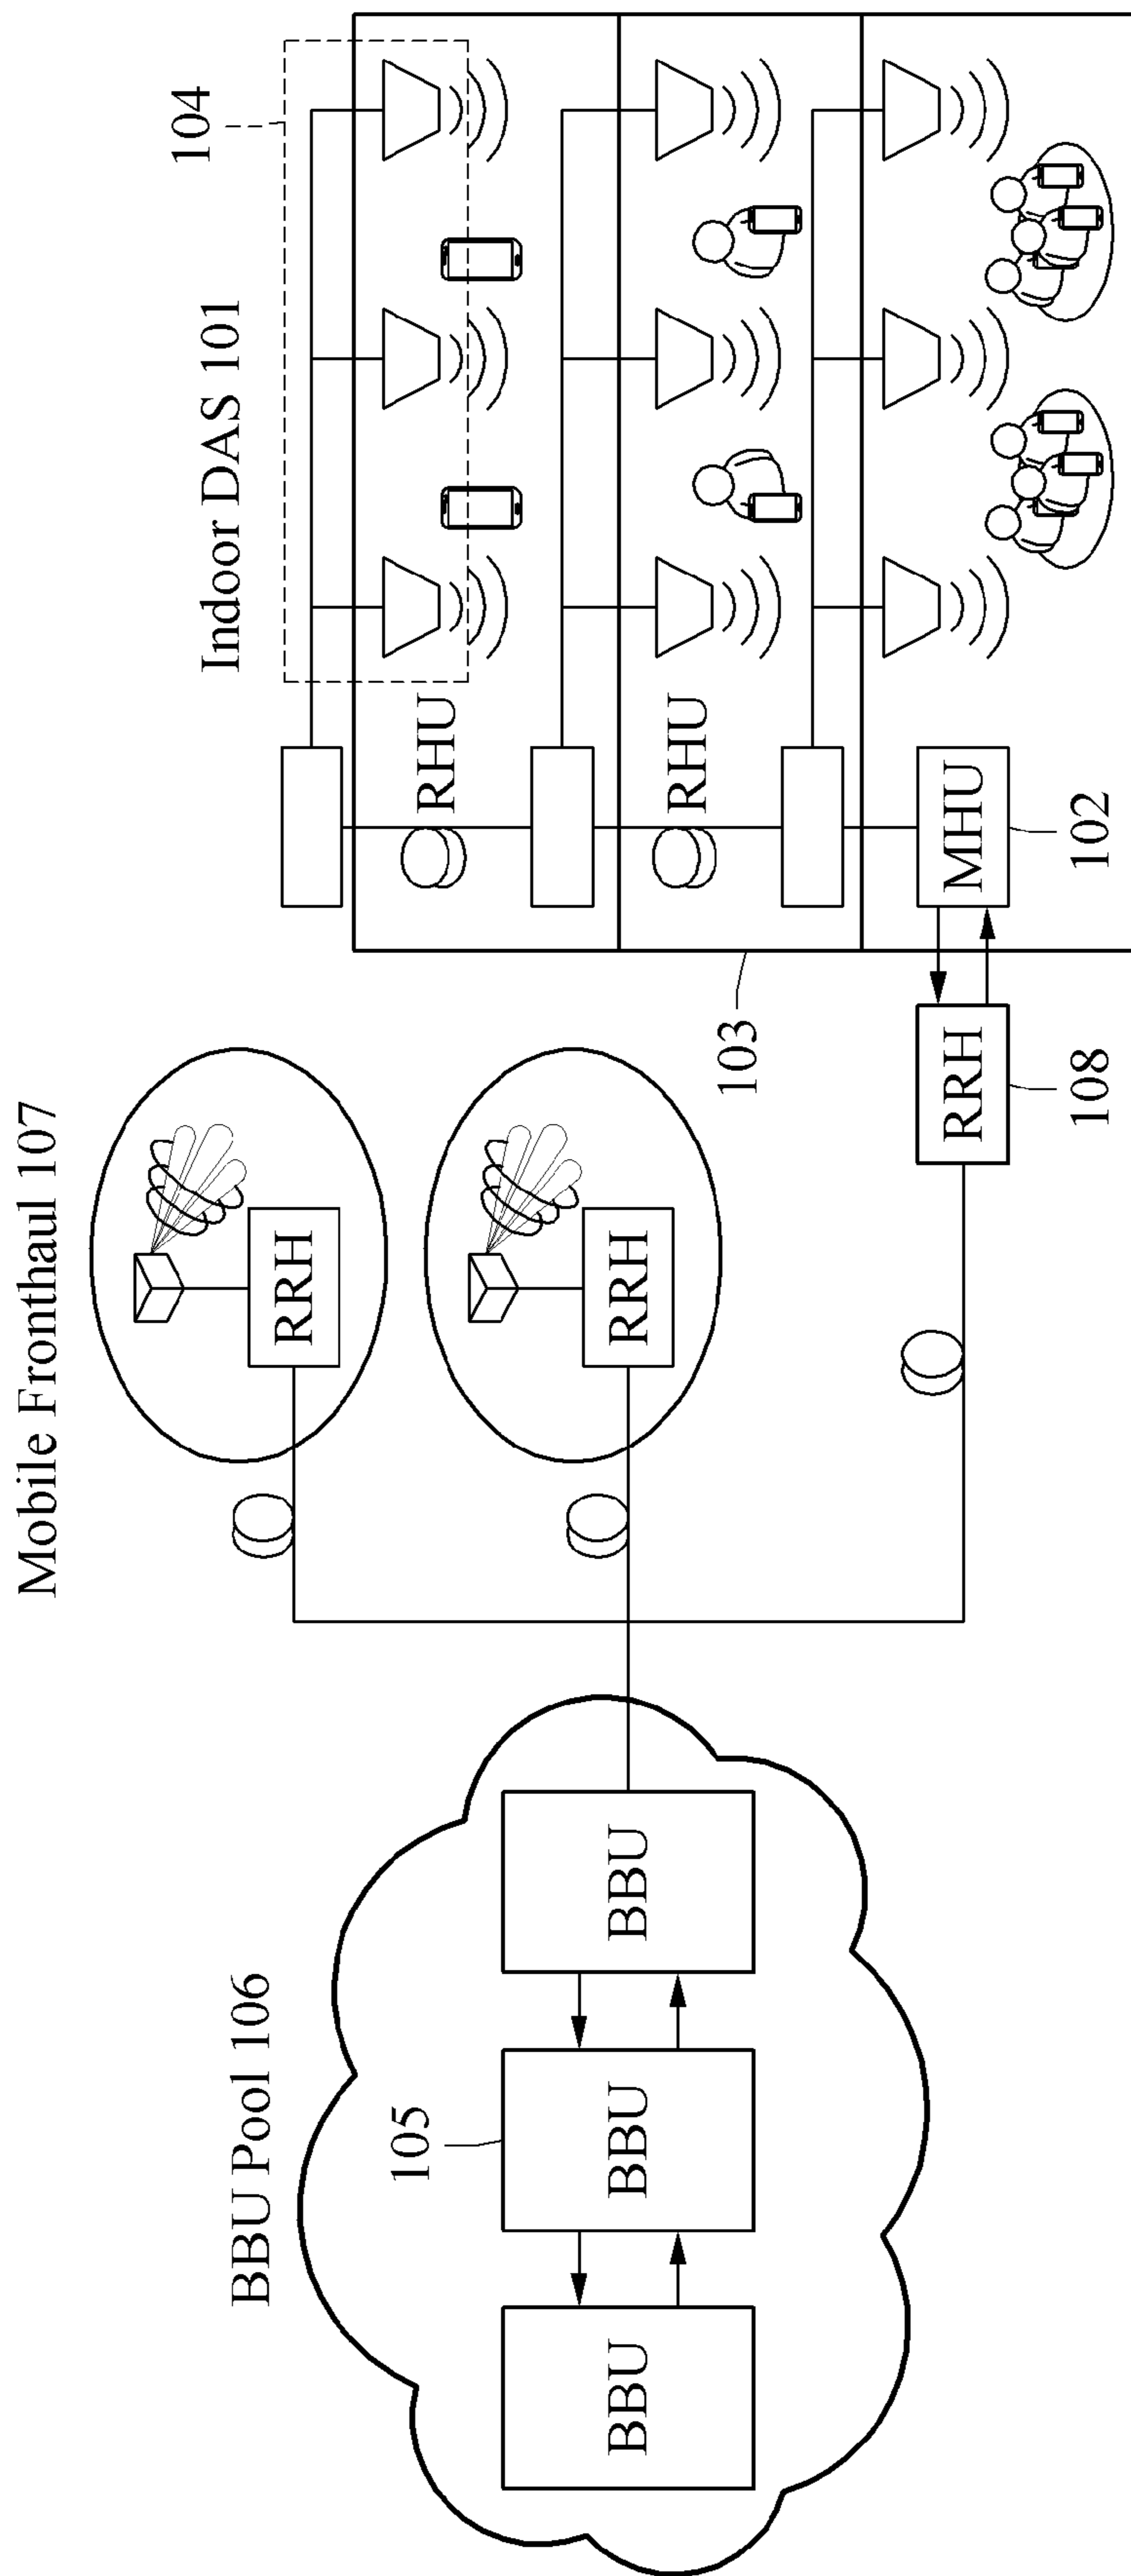 Mobile Fronthaul 107
Indoor DAS 101
104
BBU Pool 106
RRH
RHU
105
BBU
BBU
BBU
RRH
RHU
103
RRH
MHU
108
102